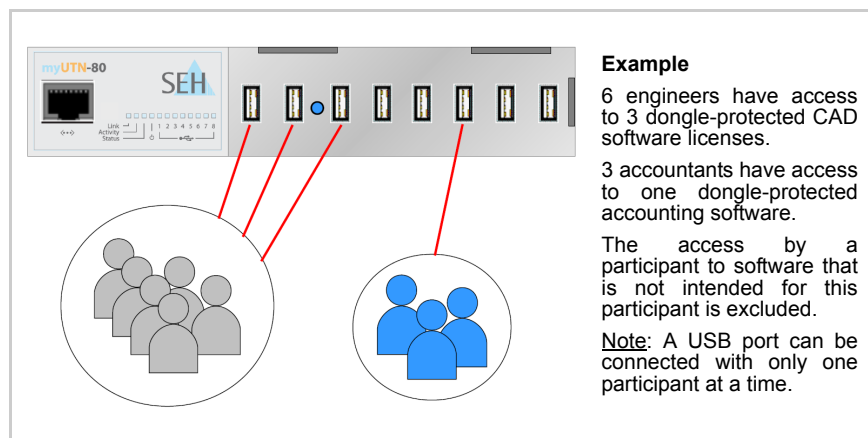 myUTN-80
SEH
Link
Activity
Status
1 2 3 4 5 6 7 8
Example
6 engineers have access
to 3 dongle-protected CAD
software licenses.
3 accountants have access
to one dongle-protected
accounting software.
The access by a
participant to software that
is not intended for this
participant is excluded.
Note: A USB port can be
connected with only one
participant at a time.